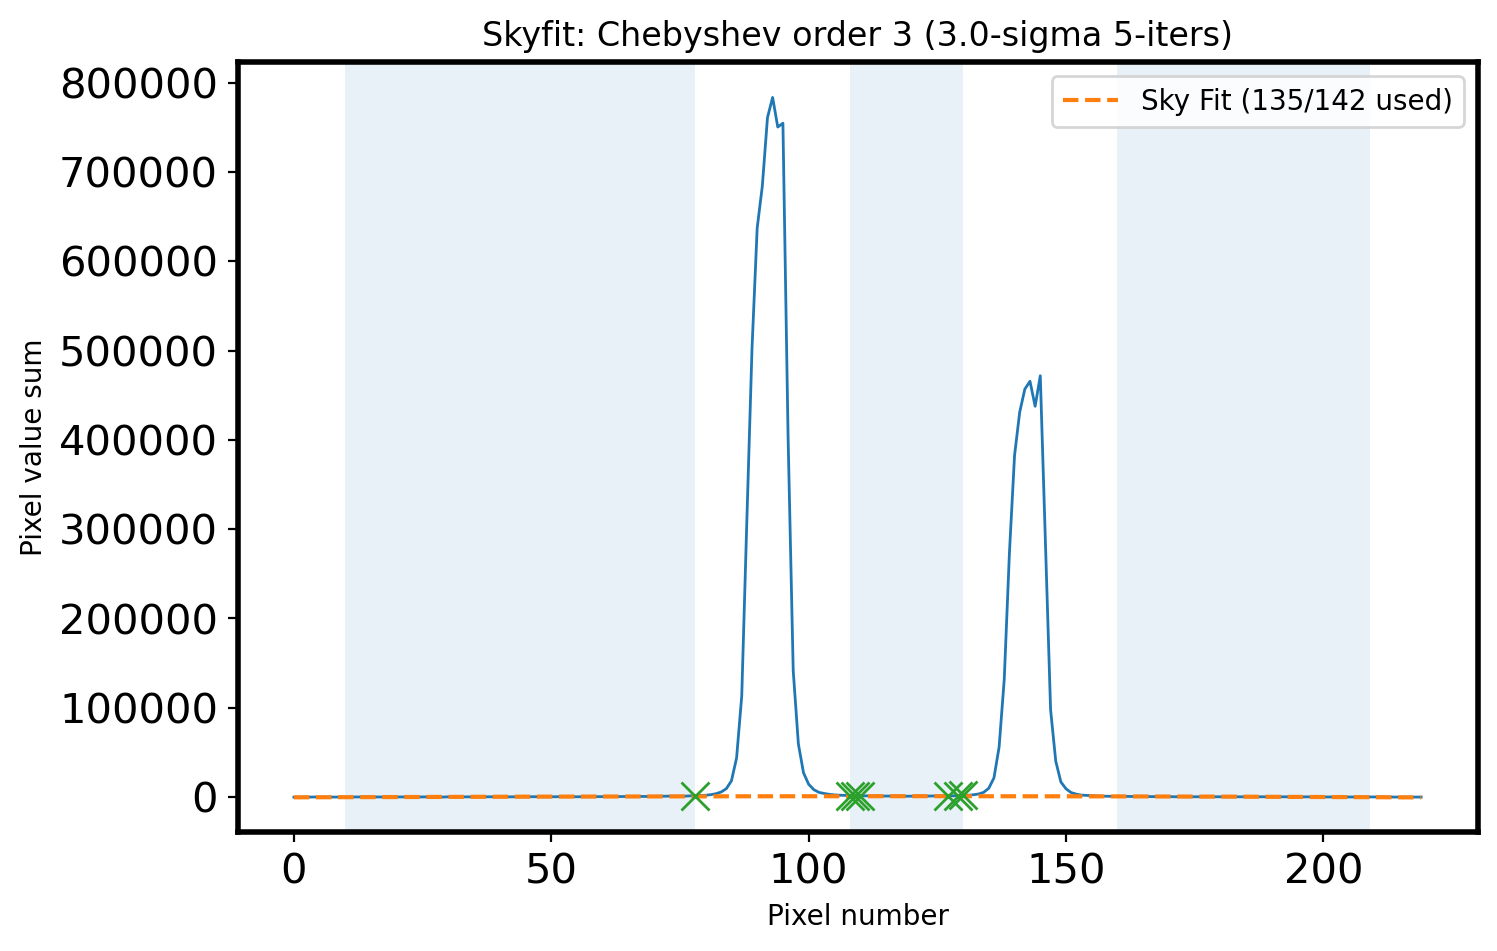 Skyfit: Chebyshev order 3 (3.0-sigma 5-iters)
Sky Fit (135/142 used)
800000
700000
600000
500000
400000
300000
200000
100000
0
Pixel value sum
0 50 100 150 200
Pixel number